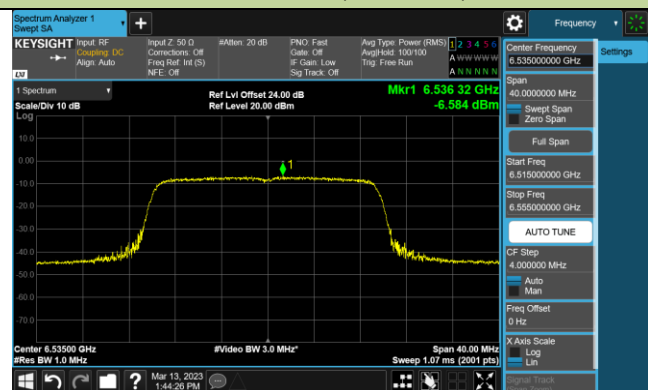 Spectrum Analyzer 1
Swept SA
Frequency
KEYSIGHT
Input: RF
Coupling: DC
Align: Auto
Input Z: 50 Ω
Corrections: Off
Freq Ref: Int (S)
NFE: Off
#Atten: 20 dB
PNO: Fast
Gate: Off
IF Gain: Low
Sig Track: Off
Avg Type: Power (RMS)
Avg|Hold: 100/100
Trig: Free Run
1 2 3 4 5 6
A W W W W W
A N N N N N
LXI
1 Spectrum
Scale/Div 10 dB
Log
Ref Lvl Offset 24.00 dB
Ref Level 20.00 dBm
Mkr1 6.536 32 GHz
-6.584 dBm
10.0
0.00
-10.0
-20.0
-30.0
-40.0
-50.0
-60.0
-70.0
1
Center 6.53500 GHz
#Res BW 1.0 MHz
#Video BW 3.0 MHz*
Span 40.00 MHz
Sweep 1.07 ms (2001 pts)
Mar 13, 2023
1:44:26 PM
Center Frequency
6.535000000 GHz
Settings
Span
40.0000000 MHz
Swept Span
Zero Span
Full Span
Start Freq
6.515000000 GHz
Stop Freq
6.555000000 GHz
AUTO TUNE
CF Step
4.000000 MHz
Auto
Man
Freq Offset
0 Hz
X Axis Scale
Log
Lin
Signal Track